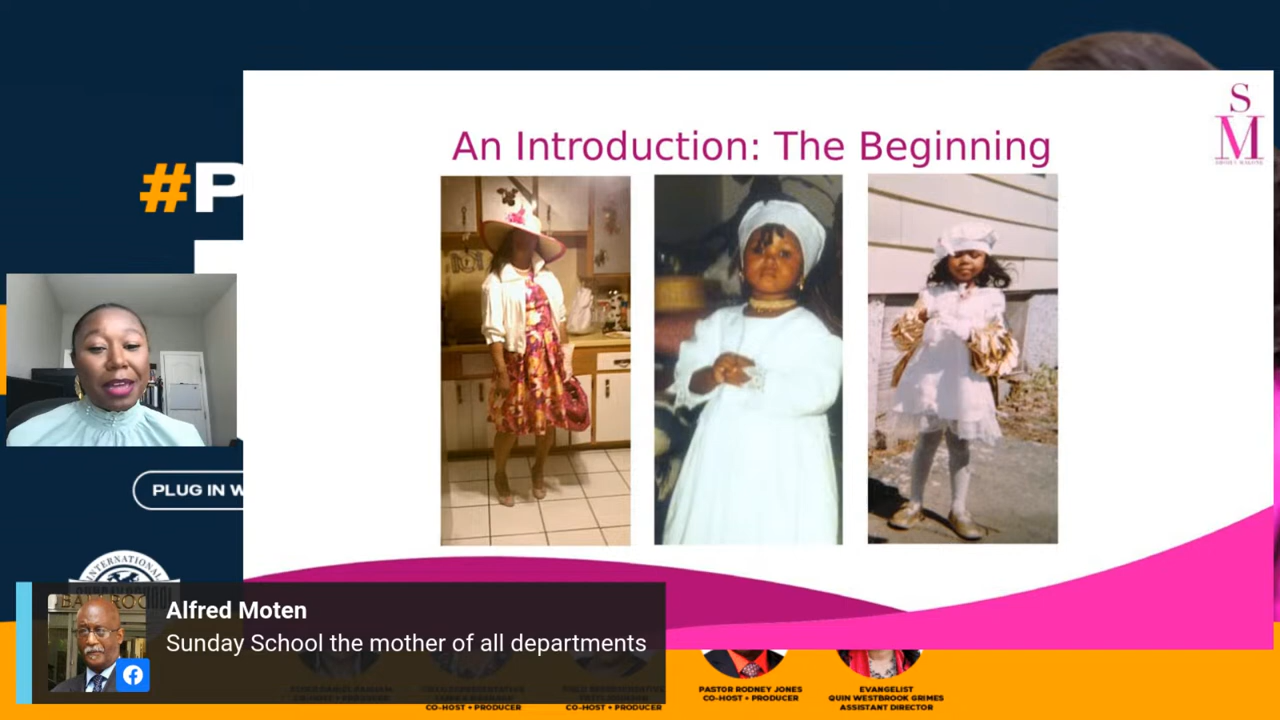 S
M
An Introduction: The Beginning
#P
PLUG IN W
INTERNATIONAL
Alfred Moten
Sunday School the mother of all departments
PASTOR RODNEY JONES
CO-HOST + PRODUCER
EVANGELIST
QUIN WESTBROOK GRIMES
ASSISTANT DIRECTOR
CO-HOST + PRODUCER
CO-HOST + PRODUCER